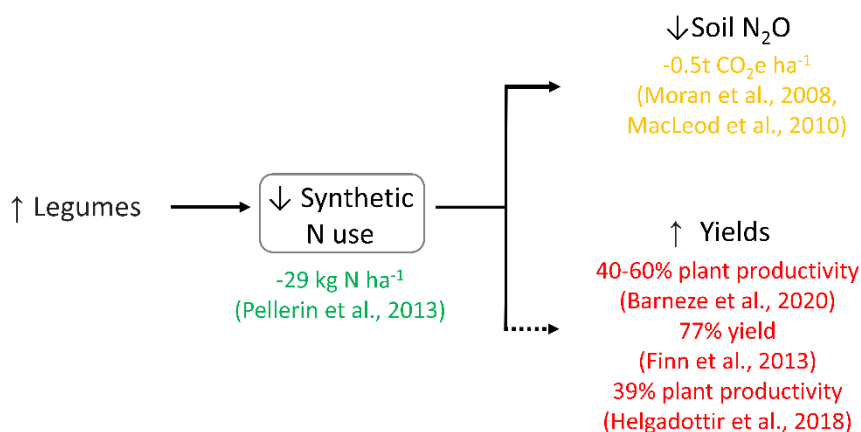 ↑ Legumes
↓ Synthetic
N use
-29 kg N ha⁻¹
(Pellerin et al., 2013)
↓Soil N₂O
-0.5t CO₂e ha⁻¹
(Moran et al., 2008,
MacLeod et al., 2010)
↑ Yields
40-60% plant productivity
(Barneze et al., 2020)
77% yield
(Finn et al., 2013)
39% plant productivity
(Helgadottir et al., 2018)